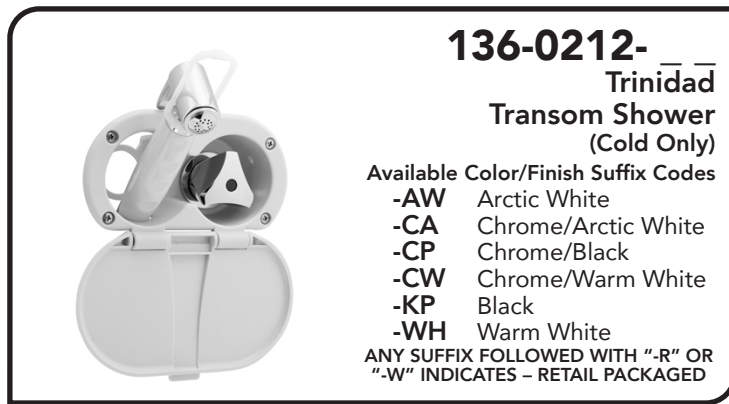 136-0212- _ _
Trinidad
Transom Shower
(Cold Only)
Available Color/Finish Suffix Codes
-AW Arctic White
-CA Chrome/Arctic White
-CP Chrome/Black
-CW Chrome/Warm White
-KP Black
-WH Warm White
ANY SUFFIX FOLLOWED WITH “-R” OR
“-W” INDICATES – RETAIL PACKAGED